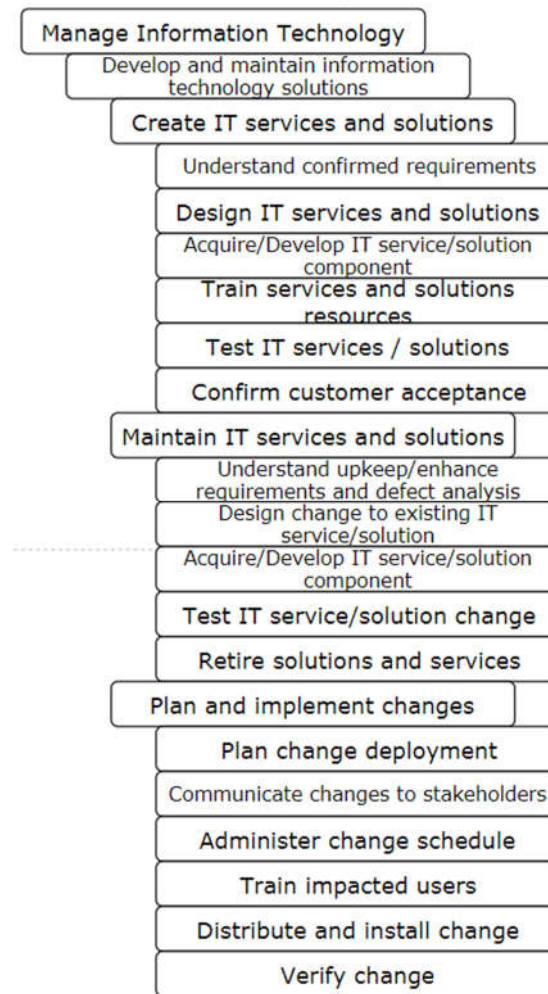 Manage Information Technology
Develop and maintain information
technology solutions
Create IT services and solutions
Understand confirmed requirements
Design IT services and solutions
Acquire/Develop IT service/solution
component
Train services and solutions
resources
Test IT services / solutions
Confirm customer acceptance
Maintain IT services and solutions
Understand upkeep/enhance
requirements and defect analysis
Design change to existing IT
service/solution
Acquire/Develop IT service/solution
component
Test IT service/solution change
Retire solutions and services
Plan and implement changes
Plan change deployment
Communicate changes to stakeholders
Administer change schedule
Train impacted users
Distribute and install change
Verify change